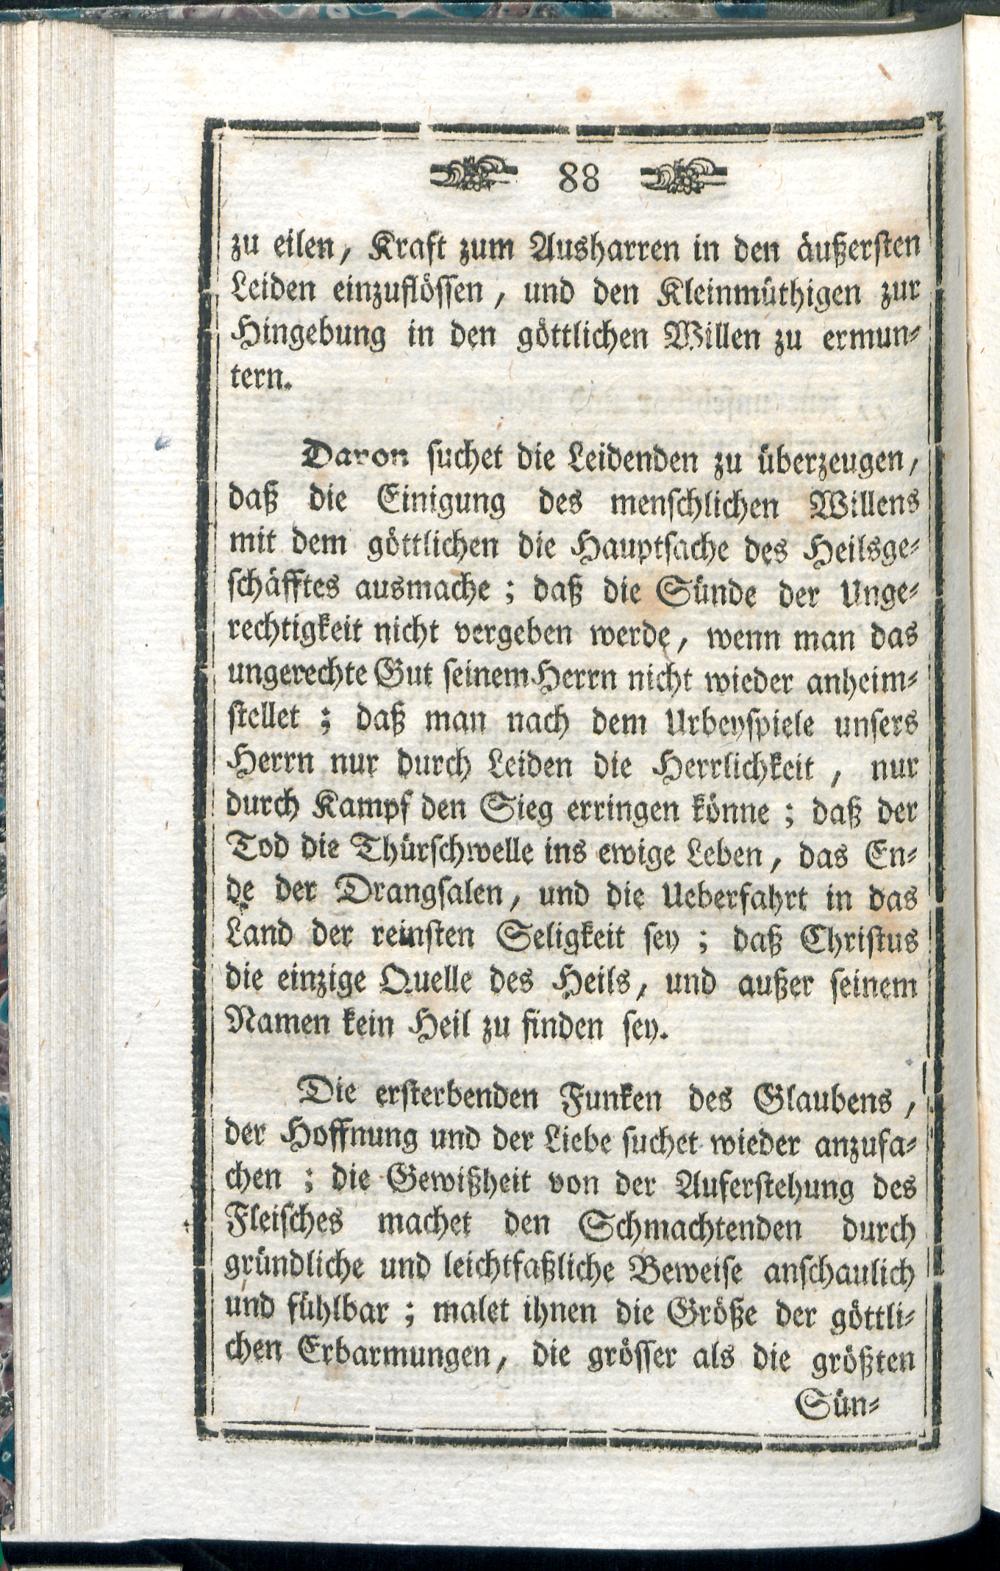 88
zu eilen, Kraft zum Ausharren in den äußersten
Leiden einzuflössen, und den Kleinmüthigen zur
Hingebung in den göttlichen Willen zu ermun-
tern.
Davon suchet die Leidenden zu überzeugen,
daß die Einigung des menschlichen Willens
mit dem göttlichen die Hauptsache des Heilsge-
schäfftes ausmache; daß die Sünde der Unge-
rechtigkeit nicht vergeben werde, wenn man das
ungerechte Gut seinem Herrn nicht wieder anheim-
stellet; daß man nach dem Urbeyspiele unsers
Herrn nur durch Leiden die Herrlichkeit, nur
durch Kampf den Sieg erringen könne; daß der
Tod die Thürschwelle ins ewige Leben, das En-
de der Drangsalen, und die Ueberfahrt in das
Land der reinsten Seligkeit sey; daß Christus
die einzige Quelle des Heils, und außer seinem
Namen kein Heil zu finden sey.
Die ersterbenden Funken des Glaubens,
der Hoffnung und der Liebe suchet wieder anzufa-
chen; die Gewißheit von der Auferstehung des
Fleisches machet den Schmachtenden durch
gründliche und leichtfaßliche Beweise anschaulich
und fühlbar; malet ihnen die Größe der göttli-
chen Erbarmungen, die grösser als die größten
Sün-